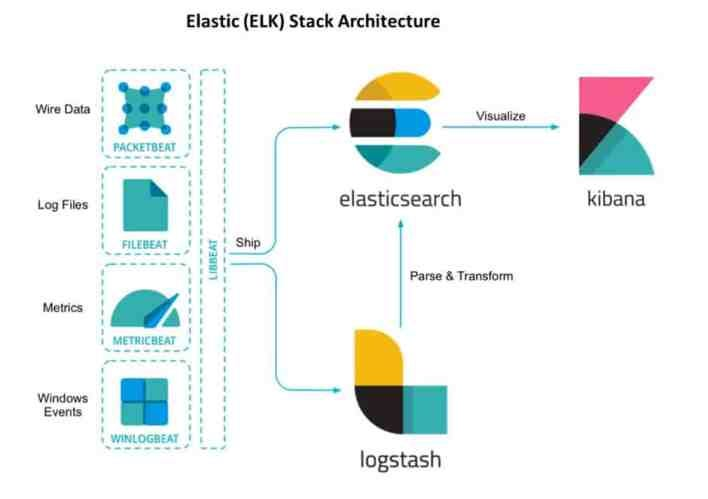 Elastic (ELK) Stack Architecture
Wire Data
PACKETBEAT
Log Files
FILEBEAT
Metrics
METRICBEAT
Windows
Events
WINLOGBEAT
LIBBEAT
Ship
elasticsearch
Visualize
kibana
Parse & Transform
logstash